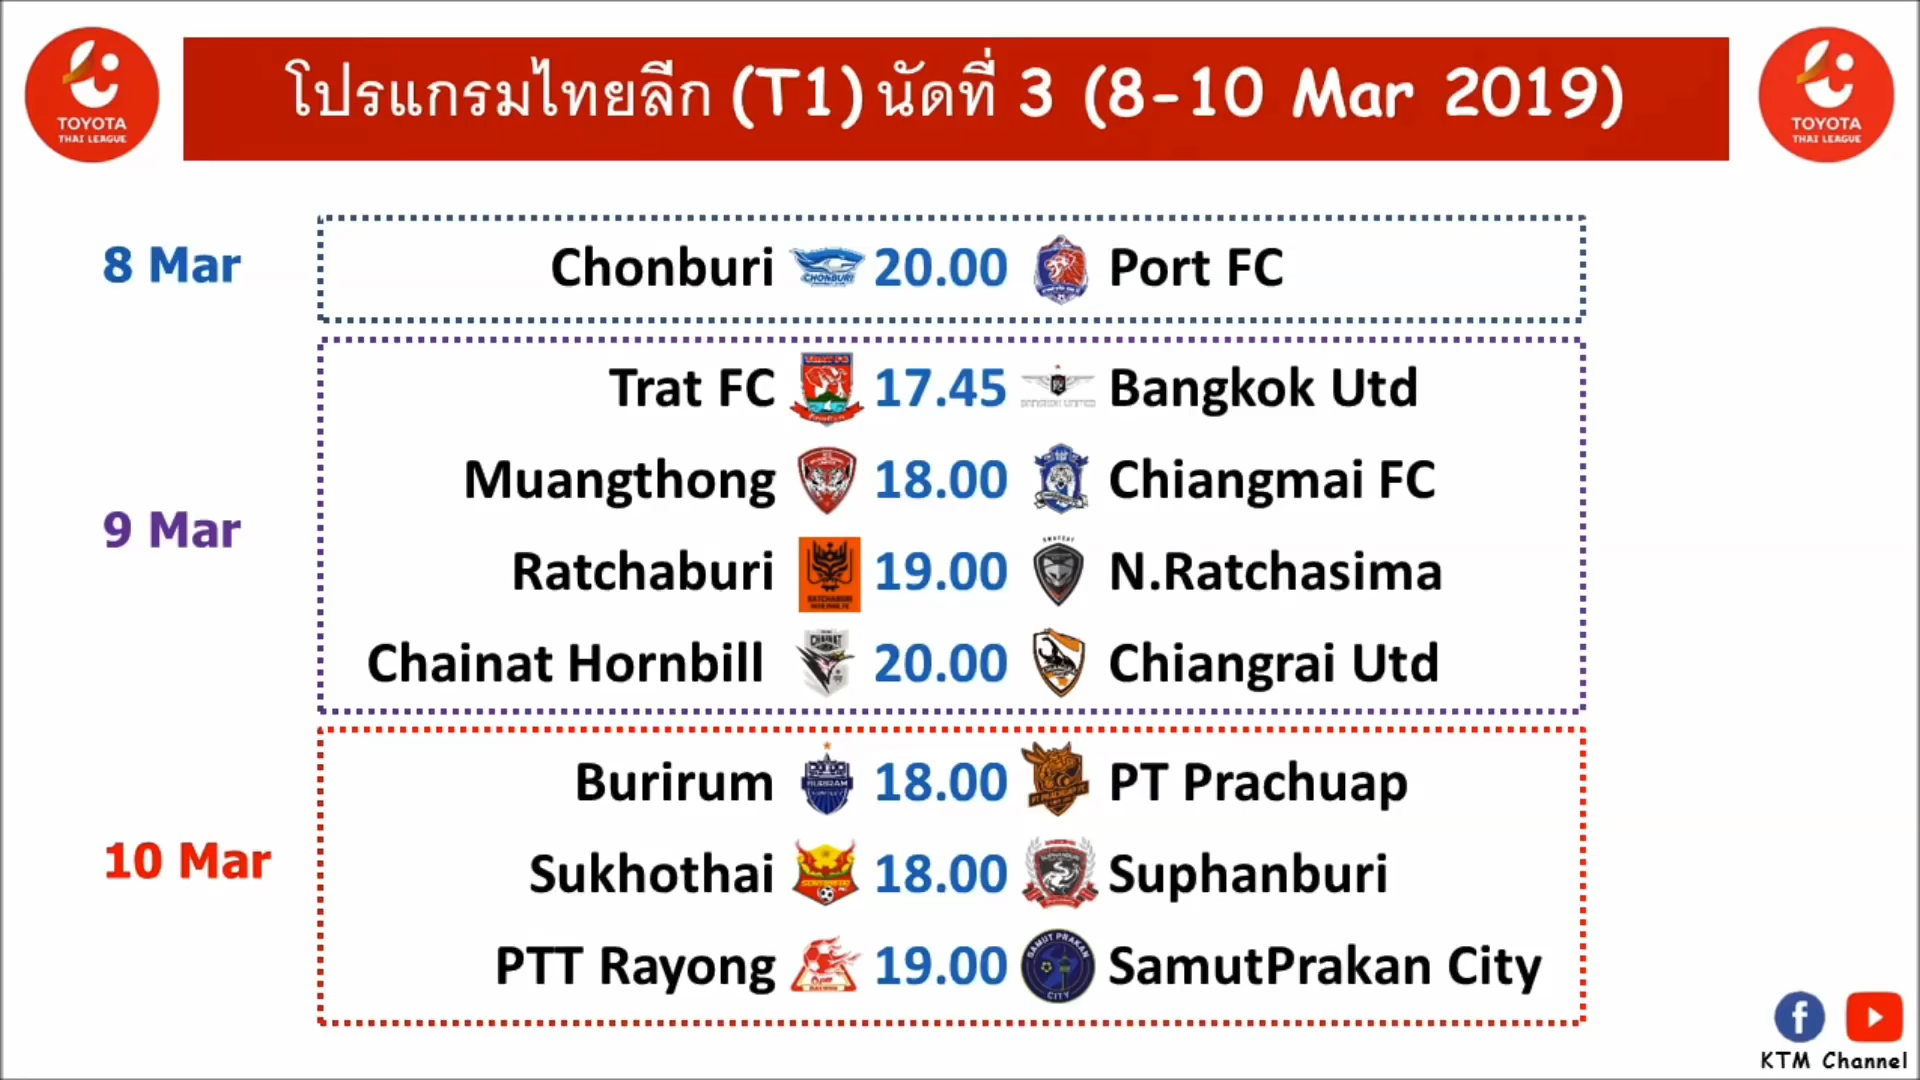 โปรแกรมไทยลีก (T1) นัดที่ 3 (8-10 Mar 2019)
TOYOTA
THAI LEAGUE
TOYOTA
THAI LEAGUE
8 Mar
Chonburi CHONBURI 20.00 Port FC
9 Mar
Trat FC 17.45 Bangkok Utd
Muangthong 18.00 Chiangmai FC
Ratchaburi 19.00 N.Ratchasima
Chainat Hornbill 20.00 Chiangrai Utd
10 Mar
Burirum 18.00 PT Prachuap
Sukhothai 18.00 Suphanburi
PTT Rayong 19.00 SAMUT PRAKAN CITY SamutPrakan City
KTM Channel